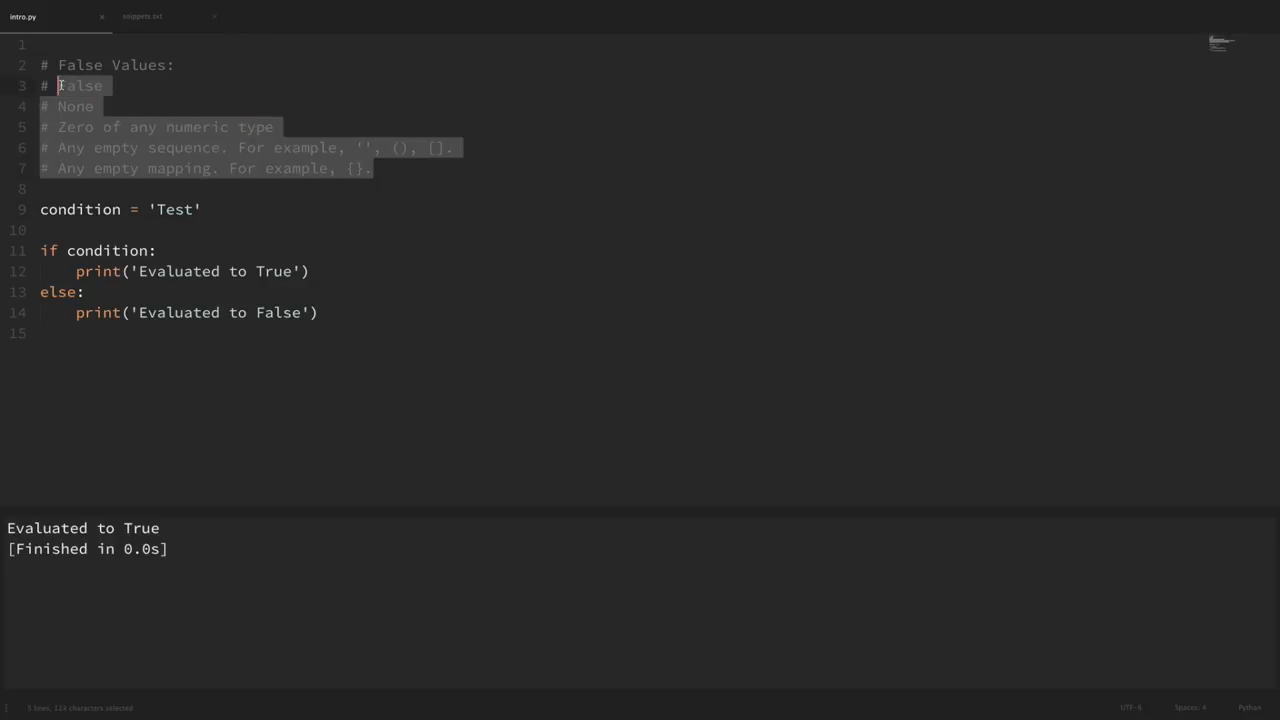 intro.py × snippets.txt ×
1
2 # False Values:
3 # False
4 # None
5 # Zero of any numeric type
6 # Any empty sequence. For example, '', (), [].
7 # Any empty mapping. For example, {}.
8
9 condition = 'Test'
10
11 if condition:
12 print('Evaluated to True')
13 else:
14 print('Evaluated to False')
15
Evaluated to True
[Finished in 0.0s]
5 lines, 124 characters selected UTF-8 Spaces: 4 Python